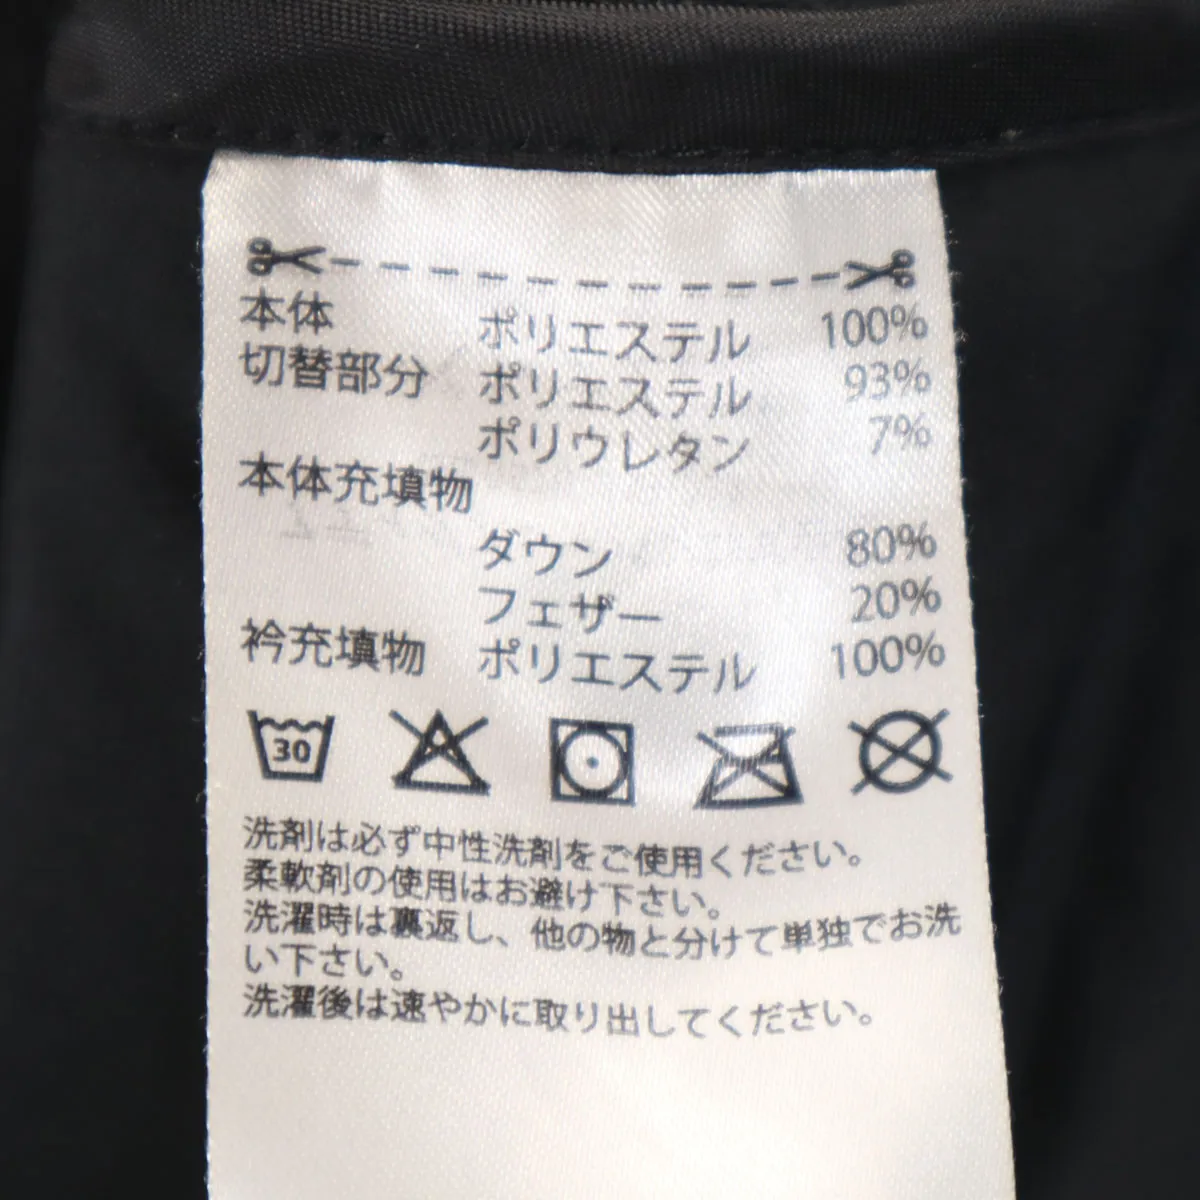 本体 ポリエステル 100%
切替部分 ポリエステル 93%
ポリウレタン 7%
本体充填物
ダウン 80%
フェザー 20%
衿充填物 ポリエステル 100%
30
洗剤は必ず中性洗剤をご使用ください。
柔軟剤の使用はお避け下さい。
洗濯時は裏返し、他の物と分けて単独でお洗
い下さい。
洗濯後は速やかに取り出してください。